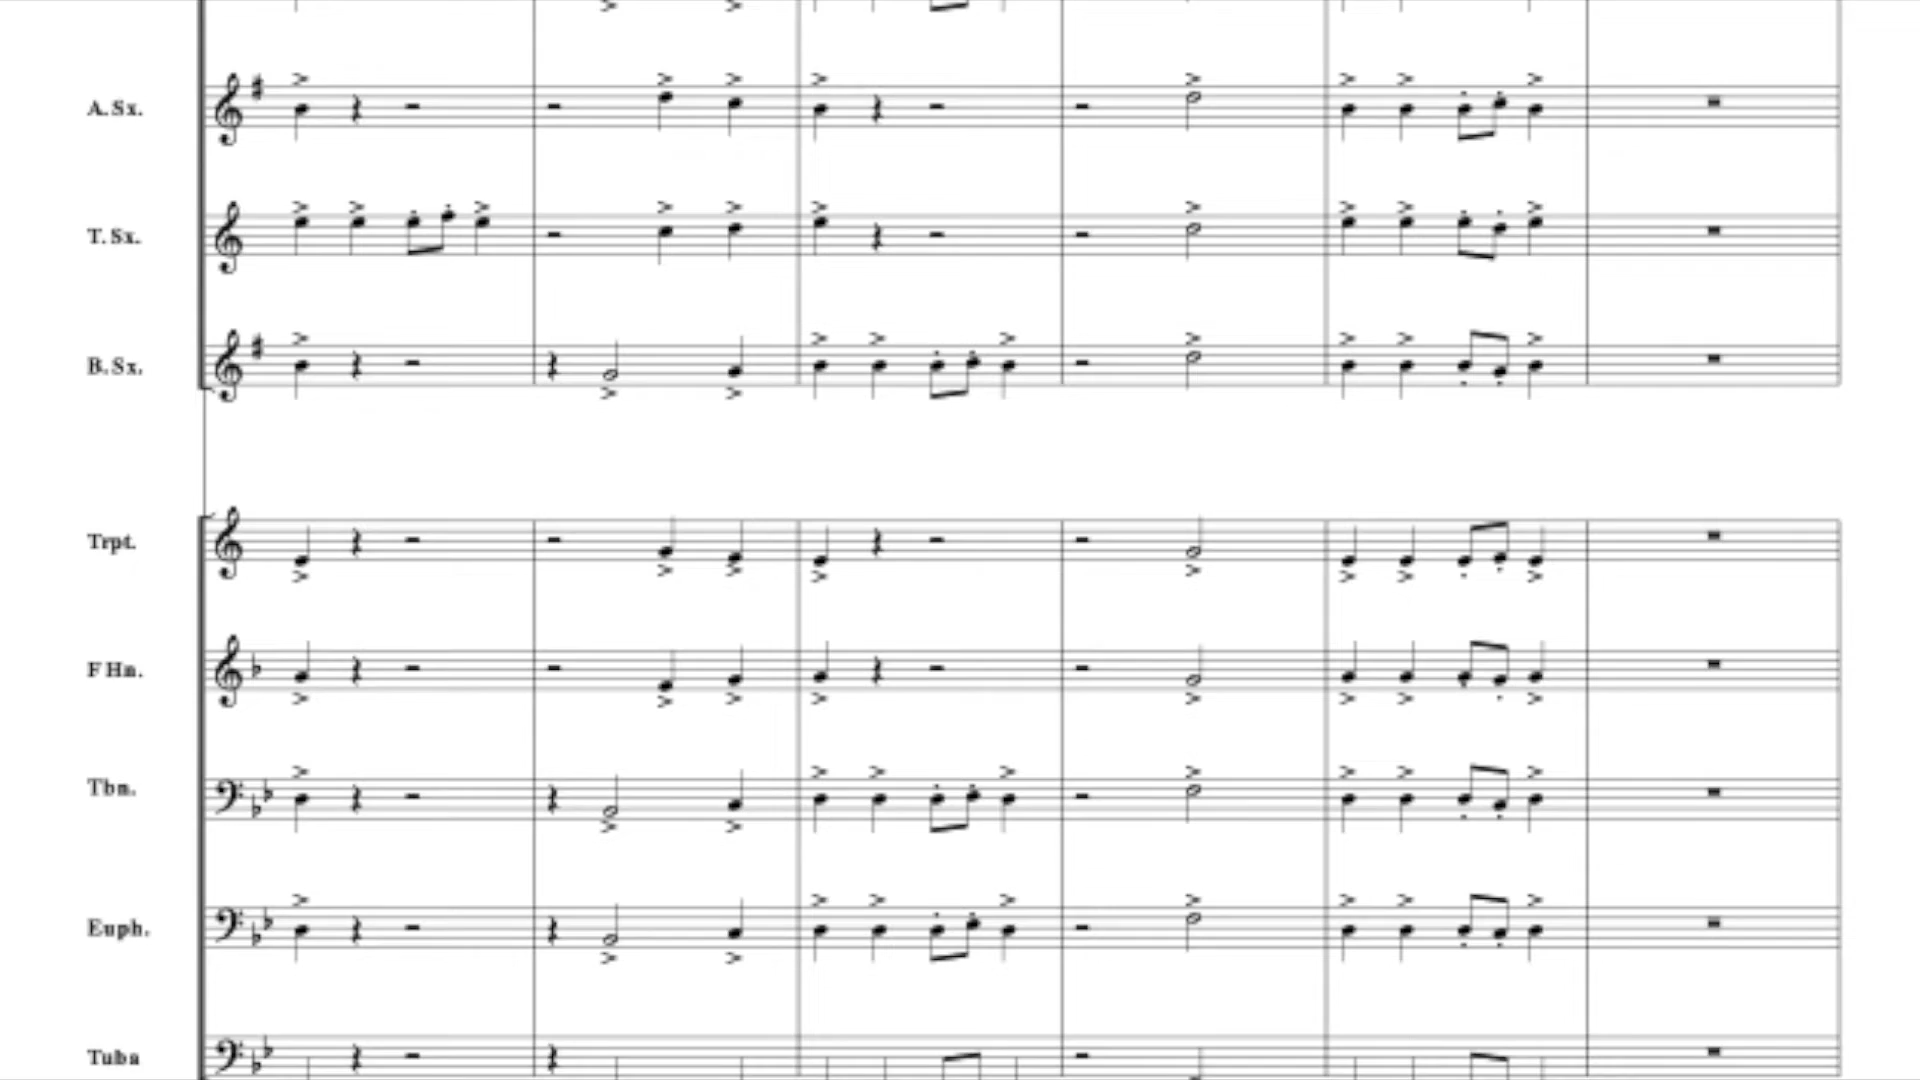 A. Sx.
T. Sx.
B. Sx.
Trpt.
F Hn.
Tbn.
Euph.
Tuba